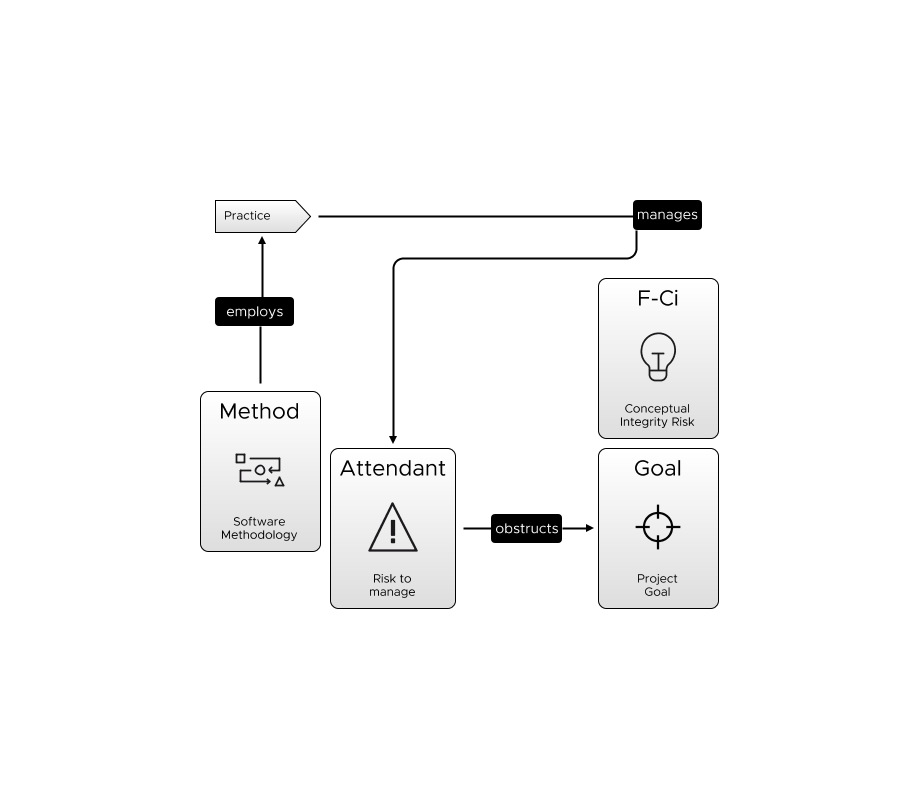 Practice
manages
employs
F-Ci
Conceptual
Integrity Risk
Method
Software
Methodology
Attendant
Risk to
manage
obstructs
Goal
Project
Goal